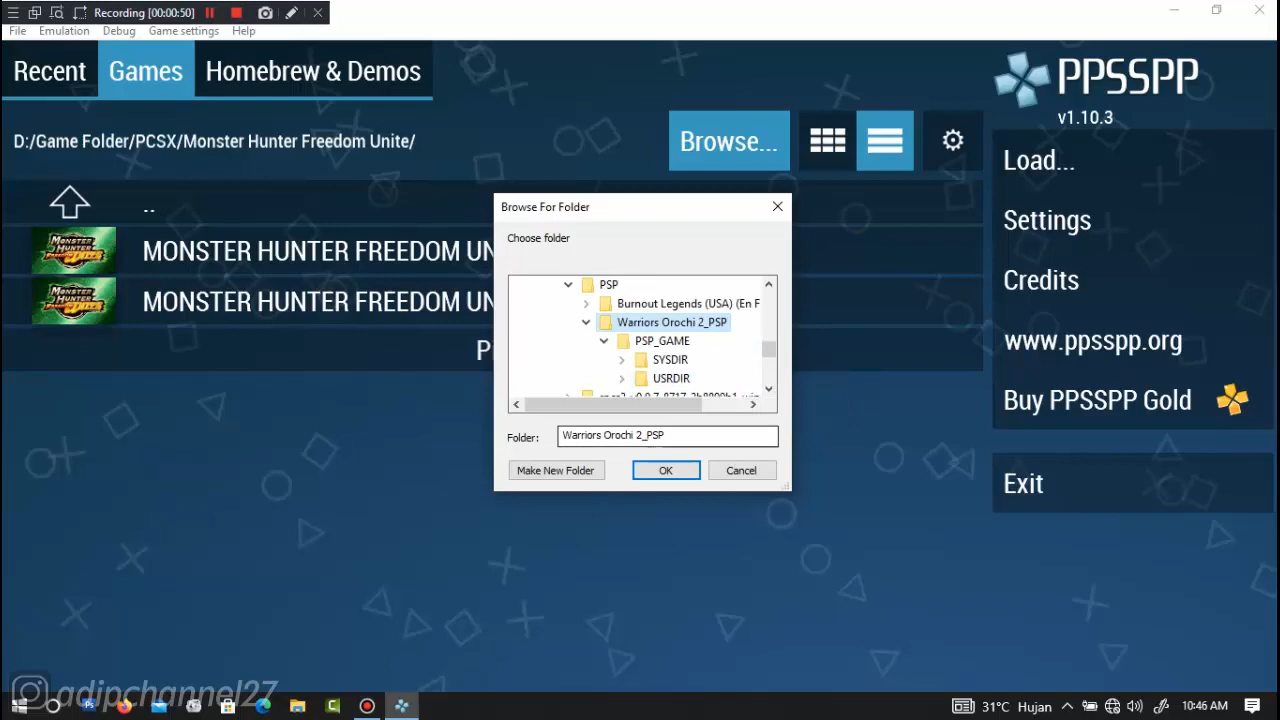 Recording [00:00:50]
File Emulation Debug Game settings Help
Recent Games Homebrew & Demos
PPSSPP
v1.10.3
D:/Game Folder/PCSX/Monster Hunter Freedom Unite/
Browse...
..
MONSTER HUNTER FREEDOM UN
MONSTER HUNTER FREEDOM UN
Load...
Settings
Credits
www.ppsspp.org
Buy PPSSPP Gold
Exit
Browse For Folder
Choose folder
PSP
Burnout Legends (USA) (En F
Warriors Orochi 2_PSP
PSP_GAME
SYSDIR
USRDIR
Folder: Warriors Orochi 2_PSP
Make New Folder OK Cancel
adipchannel27
31°C Hujan 10:46 AM